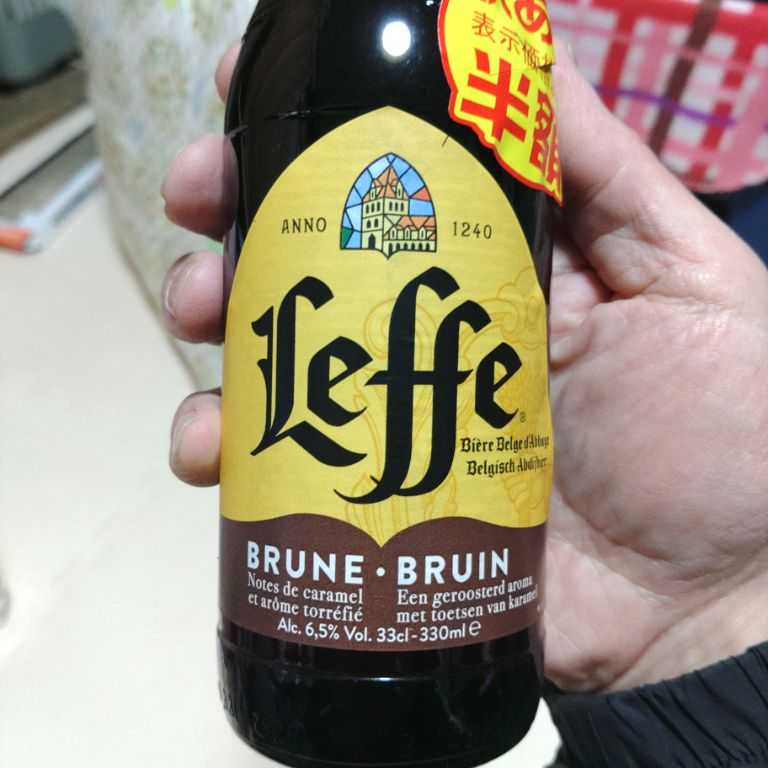 表示価格
半額
ANNO 1240
Leffe®
Bière Belge d'Abbaye
Belgisch Abdijbier
BRUNE • BRUIN
Notes de caramel
et arôme torréfié
Een geroosterd aroma
met toetsen van karamel
Alc. 6,5% Vol. 33cl - 330ml ℮